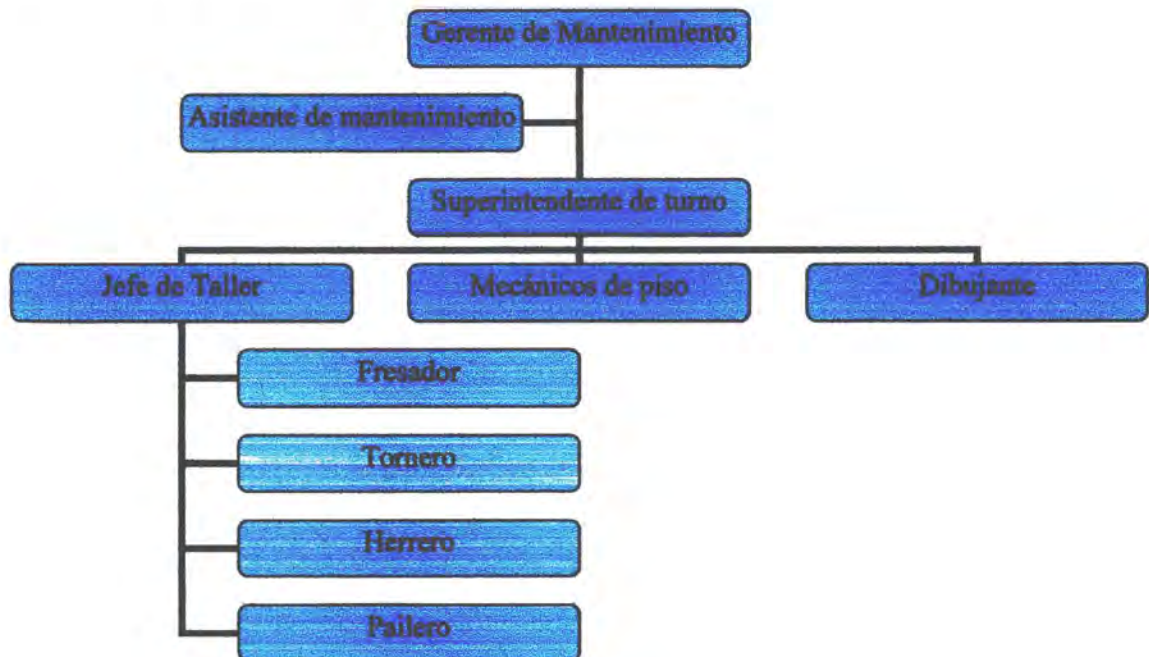 Gerente de Mantenimiento
Asistente de mantenimiento
Superintendente de turno
Jefe de Taller
Mecánicos de piso
Dibujante
Fresador
Tornero
Herrero
Pailero